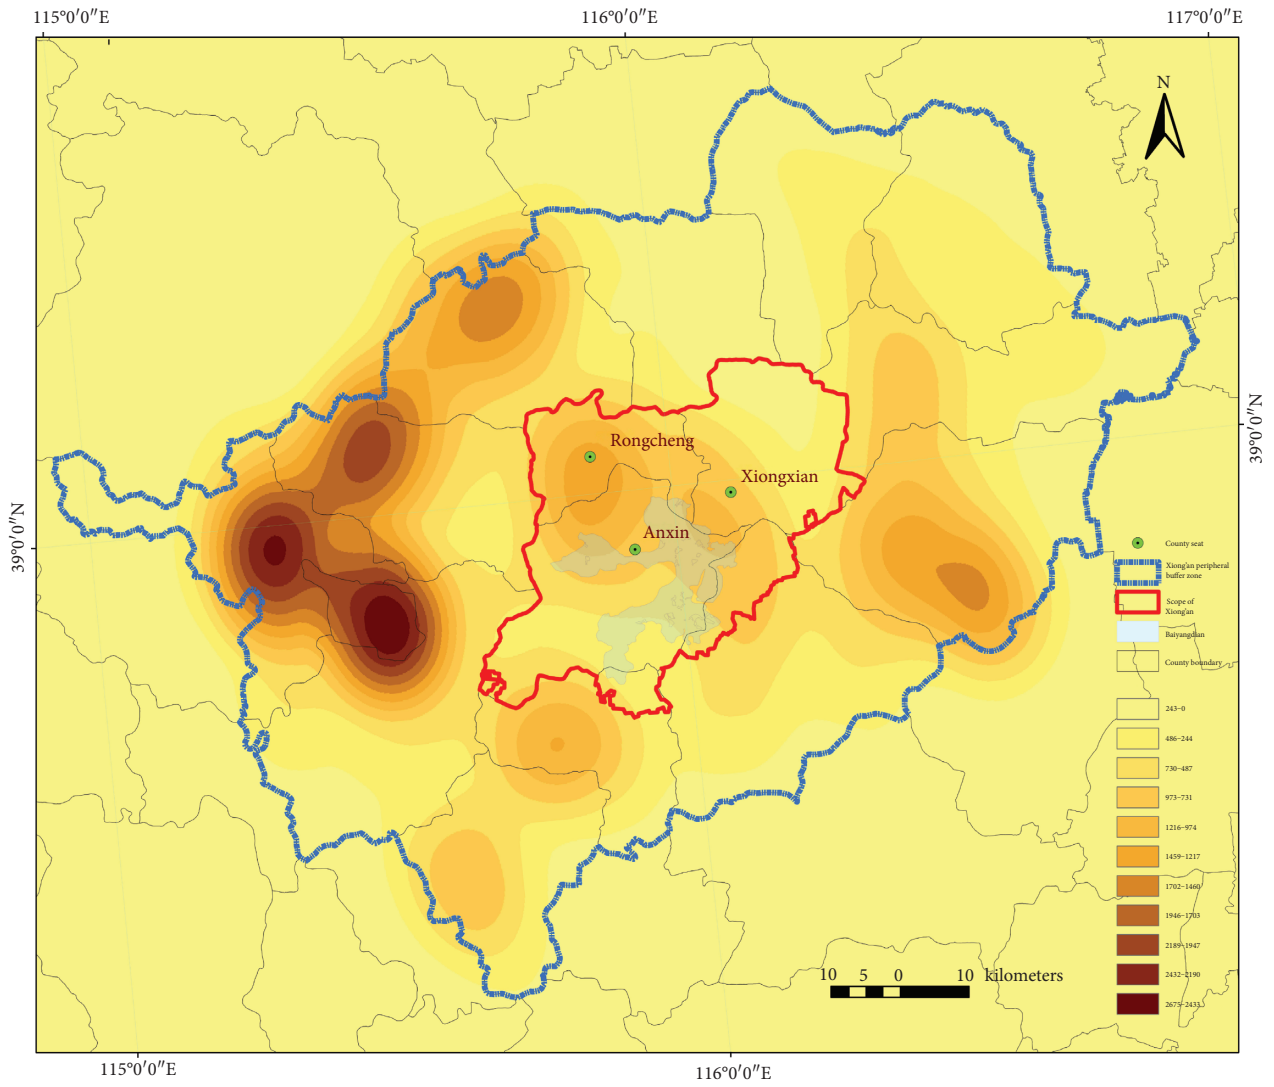 115°0′0″E
116°0′0″E
117°0′0″E
N
39°0′0″N
39°0′0″N
Rongcheng
Xiongxian
Anxin
County seat
Xiong'an peripheral
buffer zone
Scope of
Xiong'an
Baiyangdian
County boundary
243–0
486–244
730–487
973–731
1216–974
1459–1217
1702–1460
1946–1703
2189–1947
2432–2190
2675–2433
10 5 0 10 kilometers
115°0′0″E
116°0′0″E